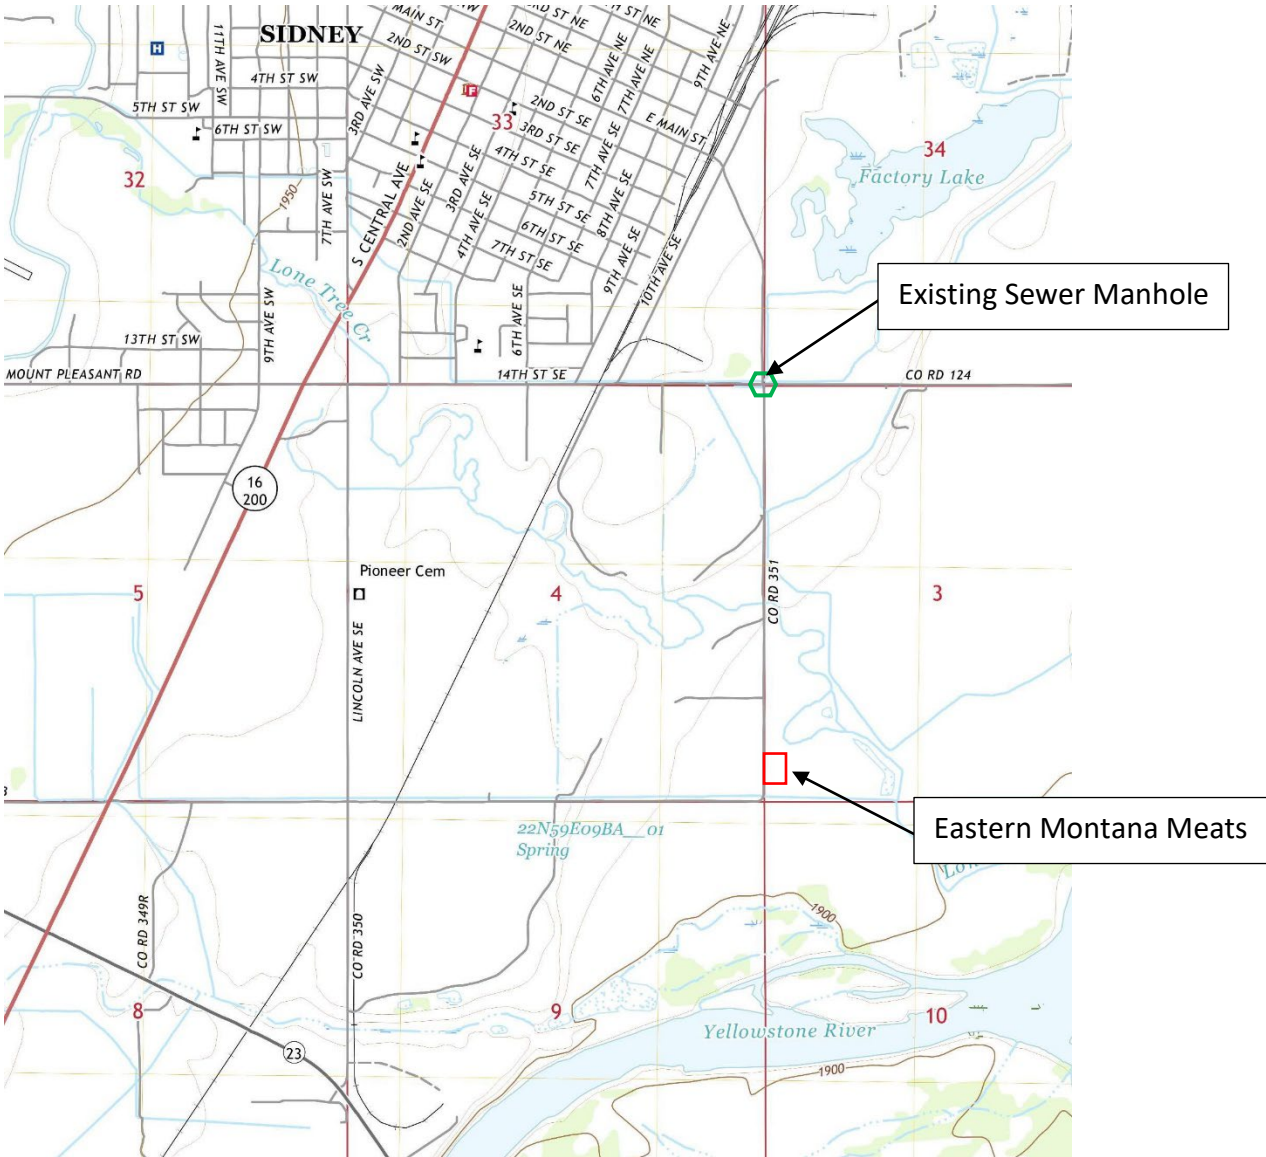 MAIN ST SW
SIDNEY
3RD ST NE
7TH ST NE
2ND ST NE
2ND ST SW
11TH AVE SW
H
4TH ST SW
6TH AVE NE
7TH AVE NE
9TH AVE NE
F
5TH ST SW
3RD AVE SW
33
2ND ST SE
E MAIN ST
6TH ST SW
3RD ST SE
34
4TH ST SE
7TH AVE SE
Factory Lake
32
1950
7TH AVE SW
S CENTRAL AVE
2ND AVE SE
3RD AVE SE
4TH AVE SE
5TH ST SE
8TH AVE SE
6TH ST SE
7TH ST SE
9TH AVE SE
10TH AVE SE
Lone Tree Cr
Existing Sewer Manhole
9TH AVE SW
6TH AVE SE
13TH ST SW
MOUNT PLEASANT RD
14TH ST SE
CO RD 124
16
200
Pioneer Cem
5
4
CO RD 351
3
LINCOLN AVE SE
Eastern Montana Meats
22N59E09BA__01
Spring
CO RD 349R
CO RD 350
1900
8
9
10
Yellowstone River
23
1900